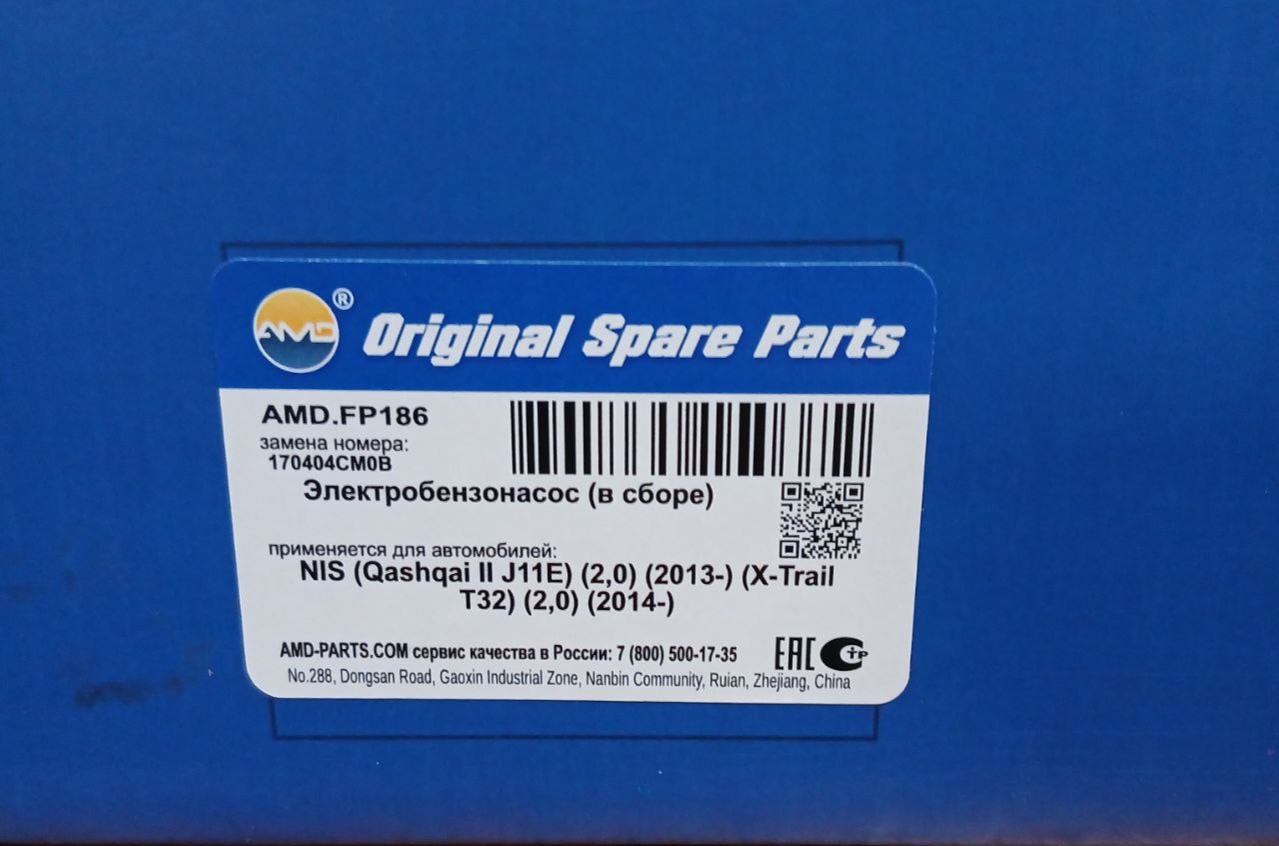 AMD ®
Original Spare Parts
AMD.FP186
замена номера:
170404CM0B
Электробензонасос (в сборе)
применяется для автомобилей:
NIS (Qashqai II J11E) (2,0) (2013-) (X-Trail
T32) (2,0) (2014-)
AMD-PARTS.COM сервис качества в России: 7 (800) 500-17-35
EAC
No.288, Dongsan Road, Gaoxin Industrial Zone, Nanbin Community, Ruian, Zhejiang, China